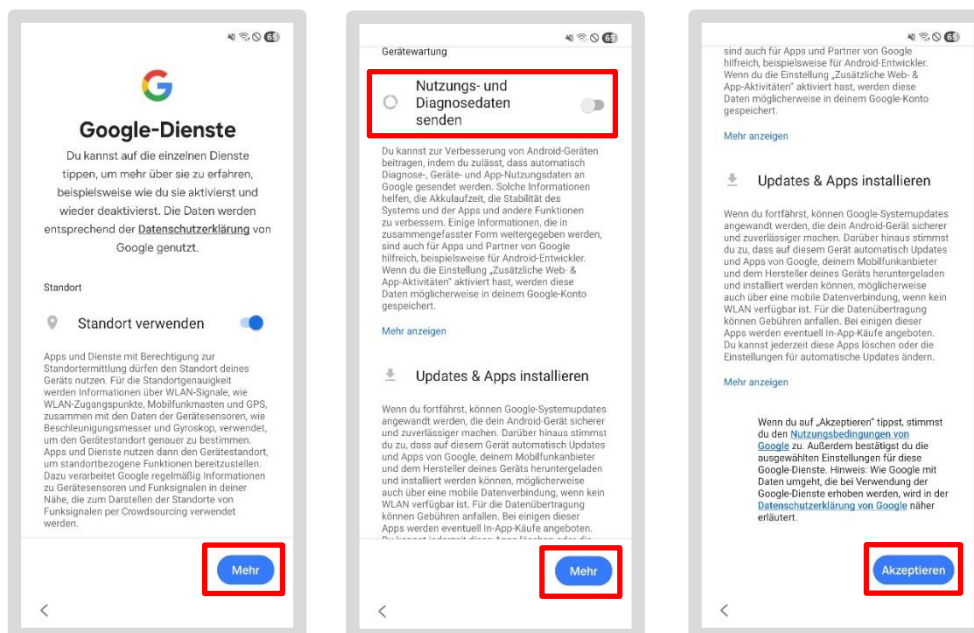 65
Google-Dienste
Du kannst auf die einzelnen Dienste
tippen, um mehr über sie zu erfahren,
beispielsweise wie du sie aktivierst und
wieder deaktivierst. Die Daten werden
entsprechend der Datenschutzerklärung von
Google genutzt.
Standort
Standort verwenden
Apps und Dienste mit Berechtigung zur
Standortermittlung dürfen den Standort deines
Geräts nutzen. Für die Standortgenauigkeit
werden Informationen über WLAN-Signale, wie
WLAN-Zugangspunkte, Mobilfunkmasten und GPS,
zusammen mit den Daten der Gerätesensoren, wie
Beschleunigungsmesser und Gyroskop, verwendet,
um den Gerätestandort genauer zu bestimmen.
Apps und Dienste nutzen dann den Gerätestandort,
um standortbezogene Funktionen bereitzustellen.
Dazu verarbeitet Google regelmäßig Informationen
zu Gerätesensoren und Funksignalen in deiner
Nähe, die zum Darstellen der Standorte von
Funksignalen per Crowdsourcing verwendet
werden.
Mehr
65
Gerätewartung
Nutzungs- und
Diagnosedaten
senden
Du kannst zur Verbesserung von Android-Geräten
beitragen, indem du zulässt, dass automatisch
Diagnose-, Geräte- und App-Nutzungsdaten an
Google gesendet werden. Solche Informationen
helfen, die Akkulaufzeit, die Stabilität des
Systems und der Apps und andere Funktionen
zu verbessern. Einige Informationen, die in
zusammengefasster Form weitergegeben werden,
sind auch für Apps und Partner von Google
hilfreich, beispielsweise für Android-Entwickler.
Wenn du die Einstellung „Zusätzliche Web- &
App-Aktivitäten" aktiviert hast, werden diese
Daten möglicherweise in deinem Google-Konto
gespeichert.
Mehr anzeigen
Updates & Apps installieren
Wenn du fortfährst, können Google-Systemupdates
angewandt werden, die dein Android-Gerät sicherer
und zuverlässiger machen. Darüber hinaus stimmst
du zu, dass auf diesem Gerät automatisch Updates
und Apps von Google, deinem Mobilfunkanbieter
und dem Hersteller deines Geräts heruntergeladen
und installiert werden können, möglicherweise
auch über eine mobile Datenverbindung, wenn kein
WLAN verfügbar ist. Für die Datenübertragung
können Gebühren anfallen. Bei einigen dieser
Apps werden eventuell In-App-Käufe angeboten.
Du kannst jederzeit diese Apps löschen oder die
Mehr
65
sind auch für Apps und Partner von Google
hilfreich, beispielsweise für Android-Entwickler.
Wenn du die Einstellung „Zusätzliche Web- &
App-Aktivitäten" aktiviert hast, werden diese
Daten möglicherweise in deinem Google-Konto
gespeichert.
Mehr anzeigen
Updates & Apps installieren
Wenn du fortfährst, können Google-Systemupdates
angewandt werden, die dein Android-Gerät sicherer
und zuverlässiger machen. Darüber hinaus stimmst
du zu, dass auf diesem Gerät automatisch Updates
und Apps von Google, deinem Mobilfunkanbieter
und dem Hersteller deines Geräts heruntergeladen
und installiert werden können, möglicherweise
auch über eine mobile Datenverbindung, wenn kein
WLAN verfügbar ist. Für die Datenübertragung
können Gebühren anfallen. Bei einigen dieser
Apps werden eventuell In-App-Käufe angeboten.
Du kannst jederzeit diese Apps löschen oder die
Einstellungen für automatische Updates ändern.
Mehr anzeigen
Wenn du auf „Akzeptieren" tippst, stimmst
du den Nutzungsbedingungen von
Google zu. Außerdem bestätigst du die
ausgewählten Einstellungen für diese
Google-Dienste. Hinweis: Wie Google mit
Daten umgeht, die bei Verwendung der
Google-Dienste erhoben werden, wird in der
Datenschutzerklärung von Google näher
erläutert.
Akzeptieren